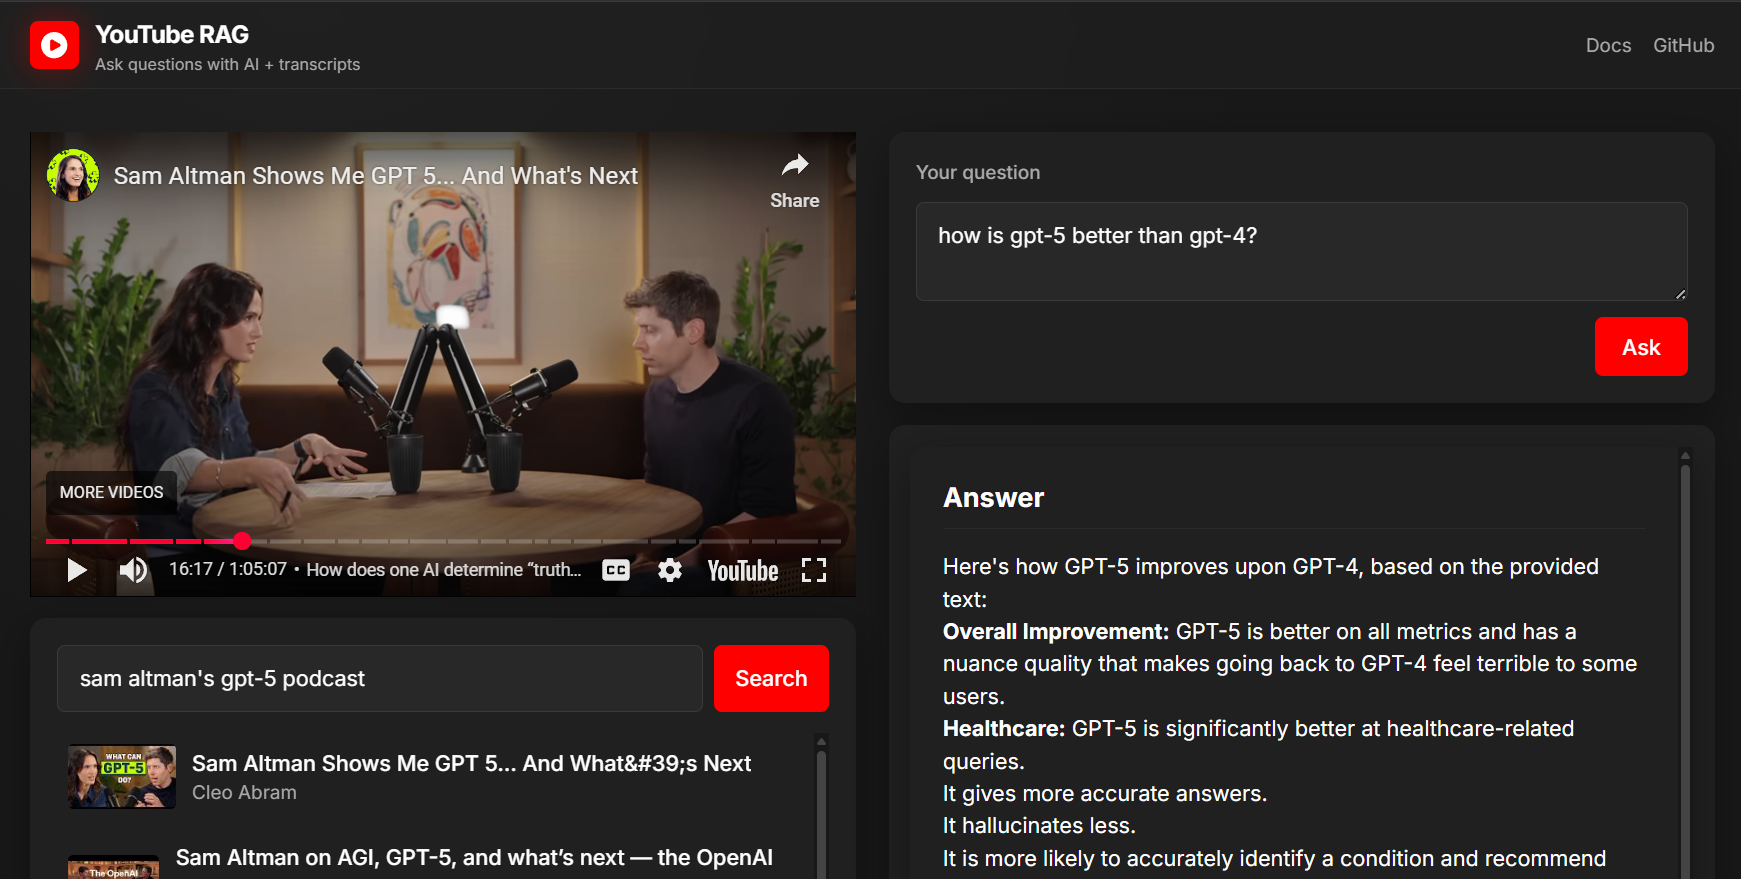 YouTube RAG
Ask questions with AI + transcripts
Docs
GitHub
Sam Altman Shows Me GPT 5... And What's Next
Share
MORE VIDEOS
16:17 / 1:05:07 • How does one AI determine “truth...
CC
YouTube
sam altman's gpt-5 podcast
Search
WHAT CAN
GPT-5
DO?
Sam Altman Shows Me GPT 5... And What&#39;s Next
Cleo Abram
The OpenAI
Sam Altman on AGI, GPT-5, and what’s next — the OpenAI
Your question
how is gpt-5 better than gpt-4?
Ask
Answer
Here's how GPT-5 improves upon GPT-4, based on the provided
text:
Overall Improvement: GPT-5 is better on all metrics and has a
nuance quality that makes going back to GPT-4 feel terrible to some
users.
Healthcare: GPT-5 is significantly better at healthcare-related
queries.
It gives more accurate answers.
It hallucinates less.
It is more likely to accurately identify a condition and recommend